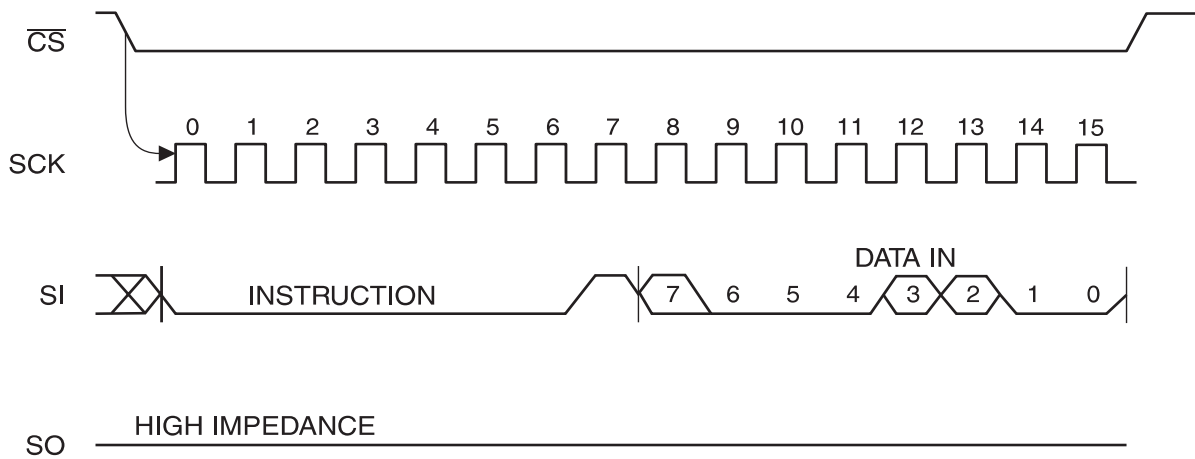 CS
0 1 2 3 4 5 6 7 8 9 10 11 12 13 14 15
SCK
DATA IN
SI INSTRUCTION 7 6 5 4 3 2 1 0
HIGH IMPEDANCE
SO